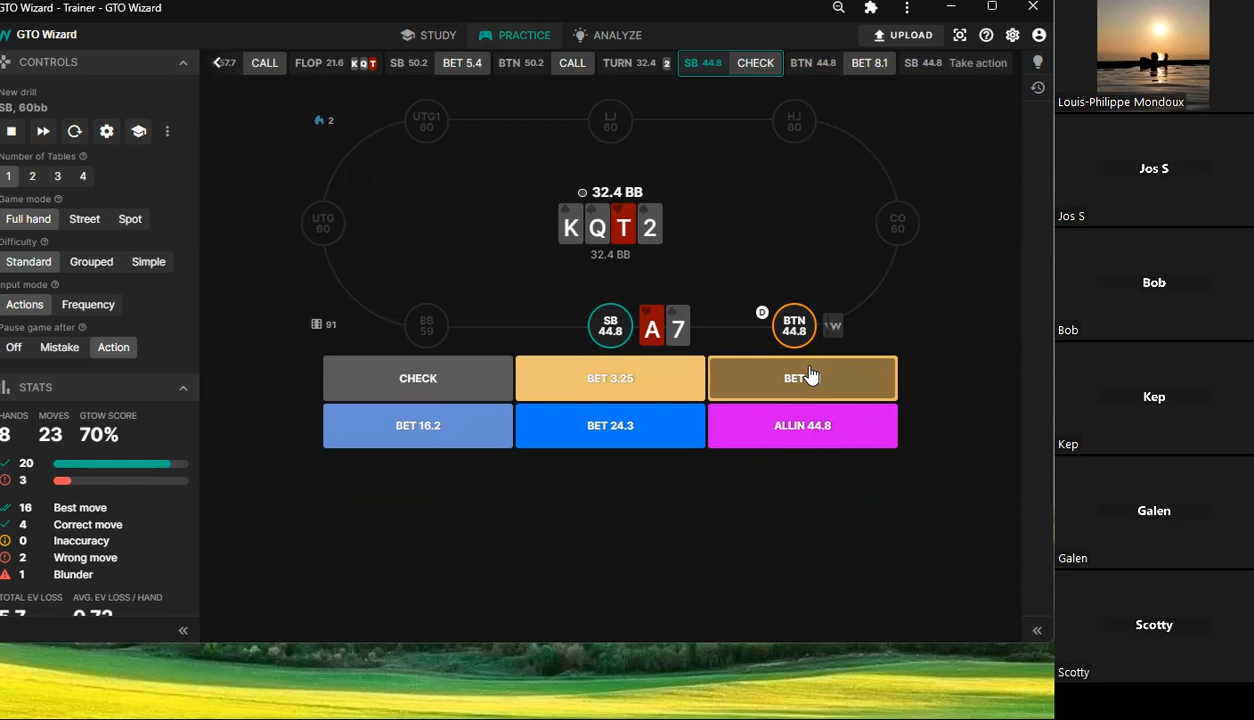 GTO Wizard - Trainer - GTO Wizard
GTO Wizard
STUDY
PRACTICE
ANALYZE
UPLOAD
CONTROLS
57.7 CALL FLOP 21.6 K Q T SB 50.2 BET 5.4 BTN 50.2 CALL TURN 32.4 2 SB 44.8 CHECK BTN 44.8 BET 8.1 SB 44.8 Take action
New drill
SB, 60bb
Number of Tables
1 2 3 4
Game mode
Full hand Street Spot
Difficulty
Standard Grouped Simple
Input mode
Actions Frequency
Pause game after
Off Mistake Action
STATS
HANDS MOVES GTOW SCORE
8 23 70%
20
3
16 Best move
4 Correct move
0 Inaccuracy
2 Wrong move
1 Blunder
TOTAL EV LOSS AVG. EV LOSS / HAND
5.7 0.72
2
UTG1
60
LJ
60
HJ
60
UTG
60
32.4 BB
K Q T 2
32.4 BB
CO
60
91
BB
59
SB
44.8
A 7
D
BTN
44.8
W
CHECK BET 3.25 BET
BET 16.2 BET 24.3 ALLIN 44.8
Louis-Philippe Mondoux
Jos S
Jos S
Bob
Bob
Kep
Kep
Galen
Galen
Scotty
Scotty